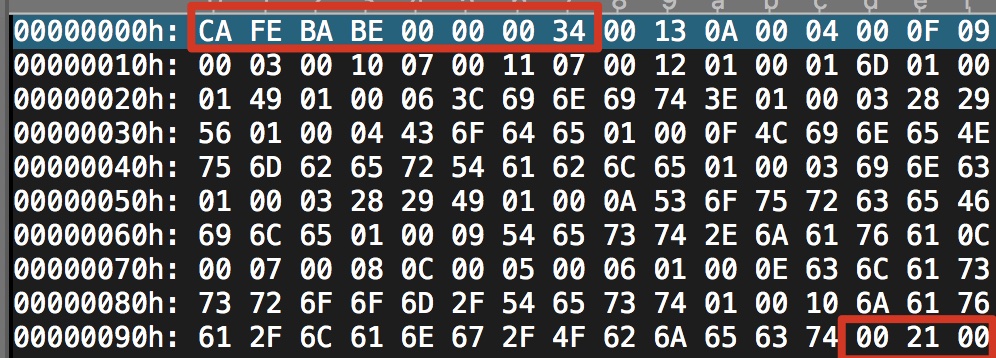 00000000h: CA FE BA BE 00 00 00 34 00 13 0A 00 04 00 0F 09
00000010h: 00 03 00 10 07 00 11 07 00 12 01 00 01 6D 01 00
00000020h: 01 49 01 00 06 3C 69 6E 69 74 3E 01 00 03 28 29
00000030h: 56 01 00 04 43 6F 64 65 01 00 0F 4C 69 6E 65 4E
00000040h: 75 6D 62 65 72 54 61 62 6C 65 01 00 03 69 6E 63
00000050h: 01 00 03 28 29 49 01 00 0A 53 6F 75 72 63 65 46
00000060h: 69 6C 65 01 00 09 54 65 73 74 2E 6A 61 76 61 0C
00000070h: 00 07 00 08 0C 00 05 00 06 01 00 0E 63 6C 61 73
00000080h: 73 72 6F 6F 6D 2F 54 65 73 74 01 00 10 6A 61 76
00000090h: 61 2F 6C 61 6E 67 2F 4F 62 6A 65 63 74 00 21 00